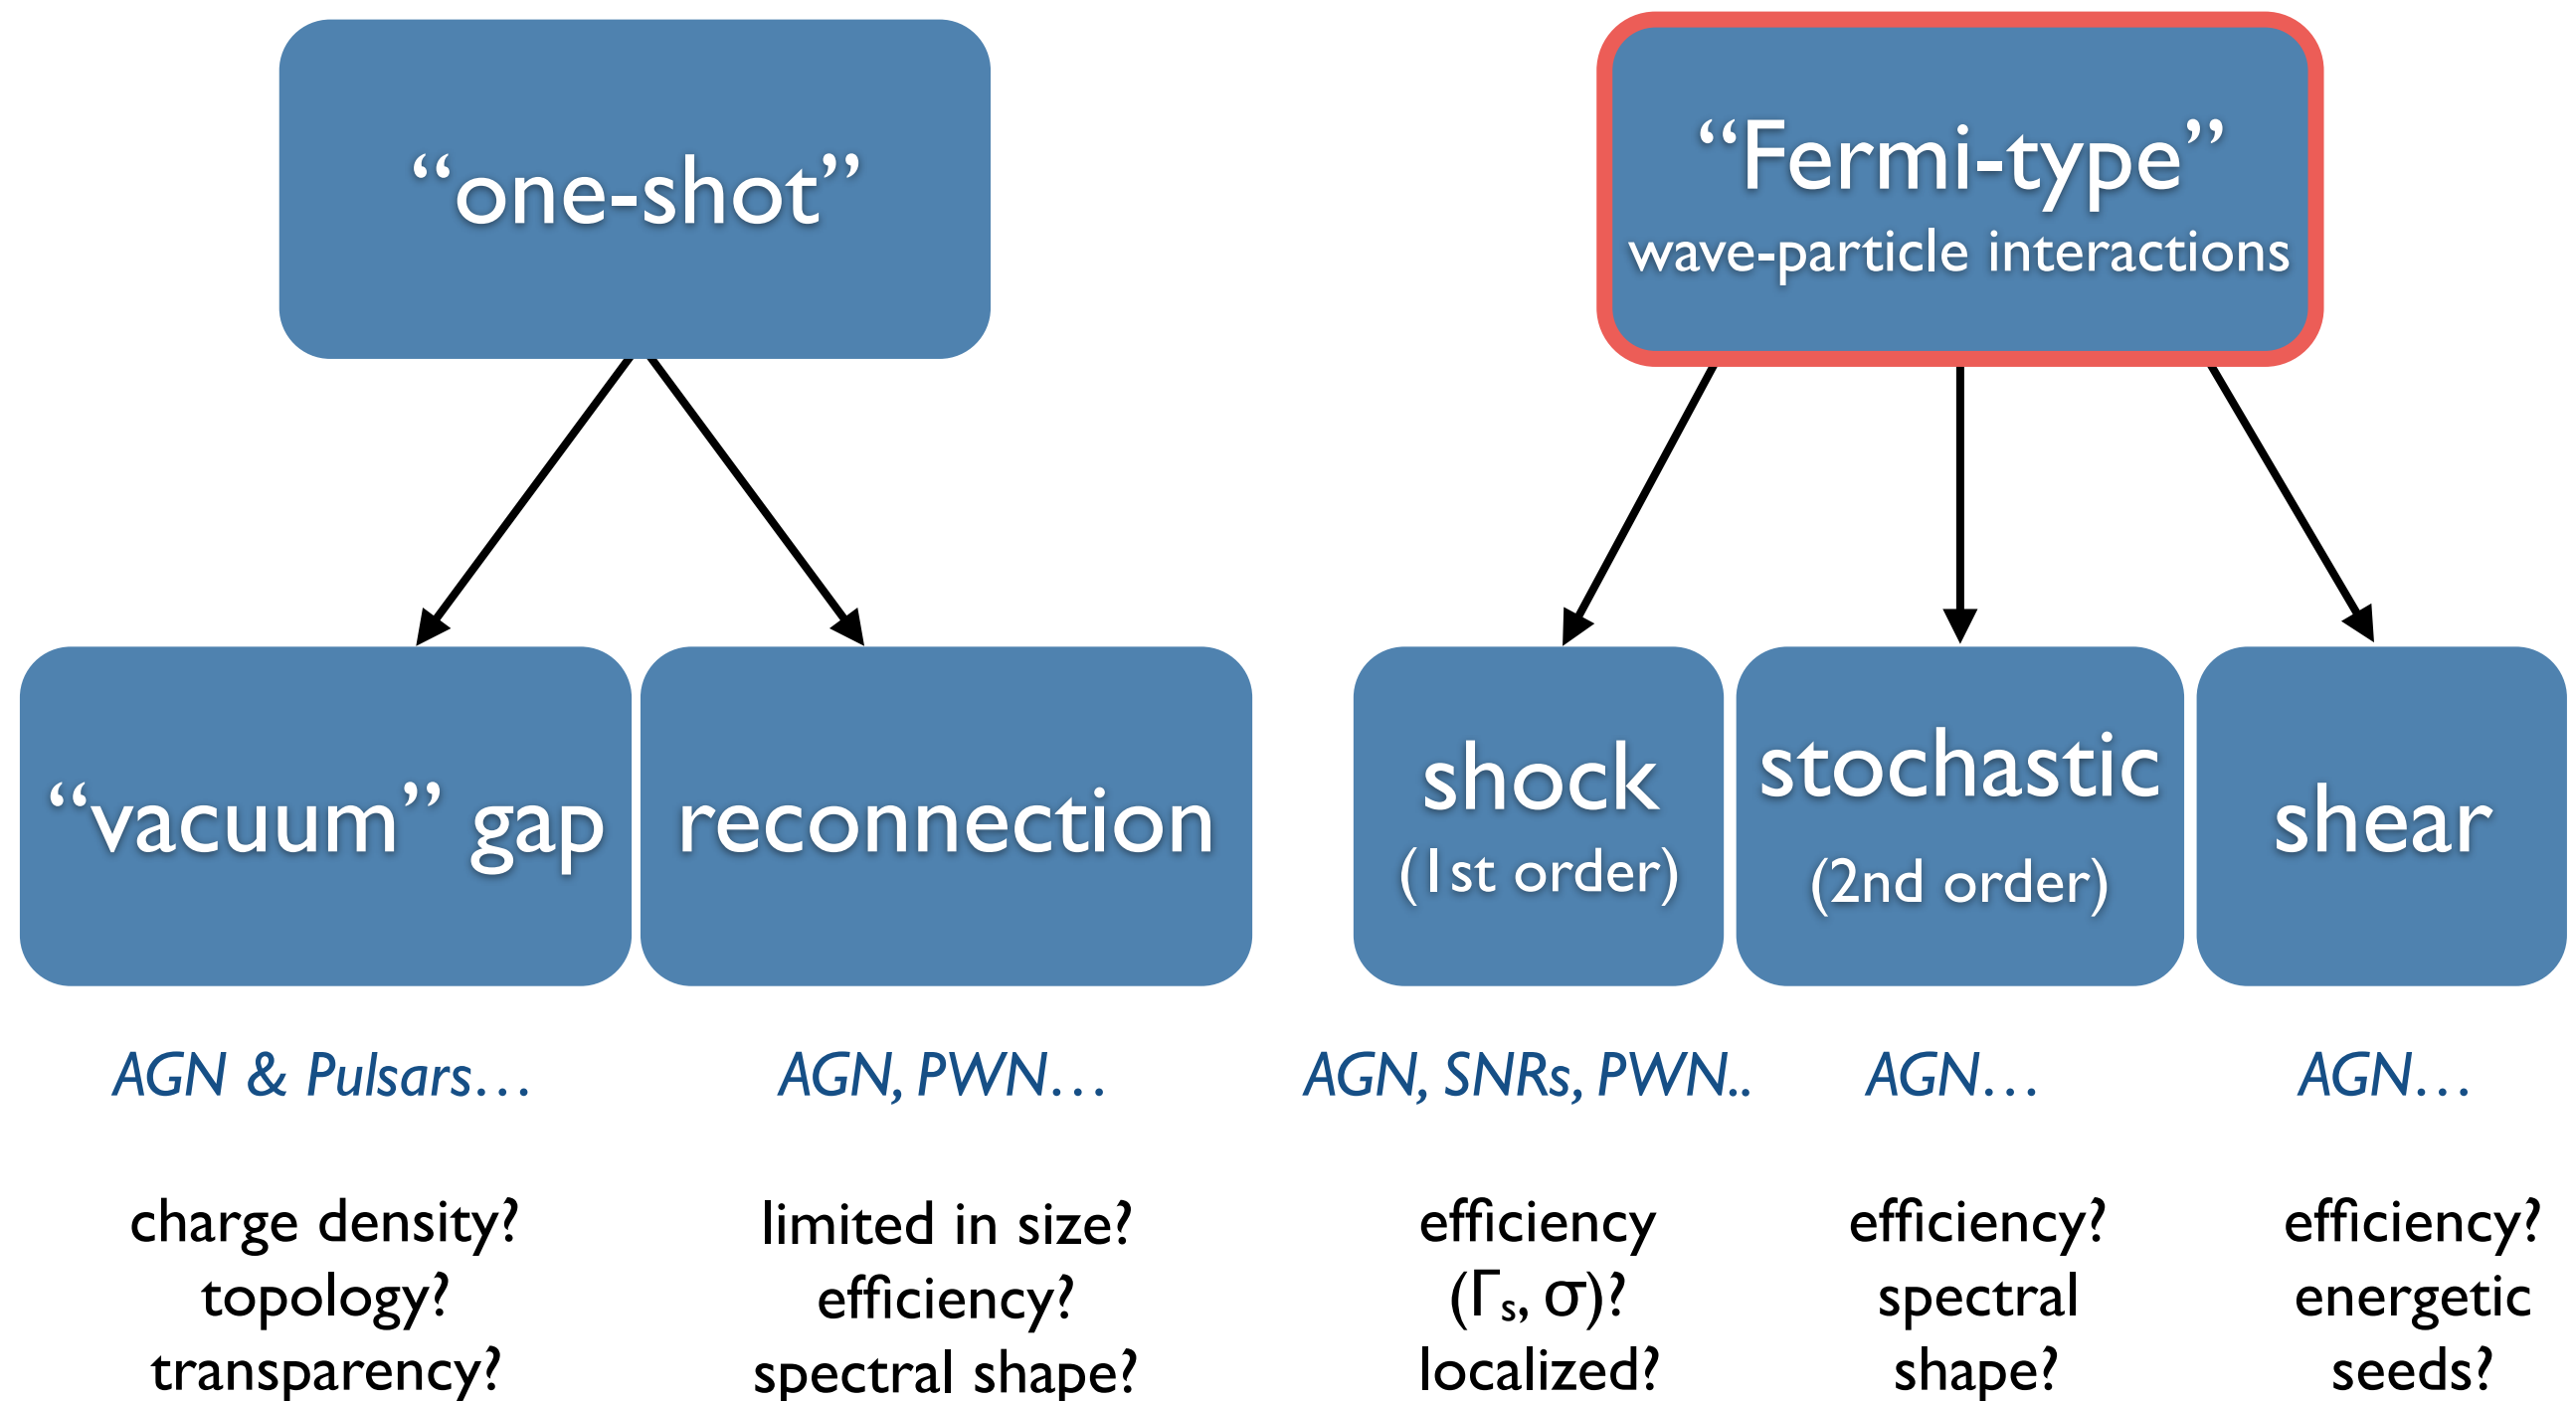 “one-shot”
“Fermi-type”
wave-particle interactions
“vacuum” gap
reconnection
shock
(1st order)
stochastic
(2nd order)
shear
AGN & Pulsars…
AGN, PWN…
AGN, SNRs, PWN..
AGN…
AGN…
charge density?
topology?
transparency?
limited in size?
efficiency?
spectral shape?
efficiency
(Γs, σ)?
localized?
efficiency?
spectral
shape?
efficiency?
energetic
seeds?